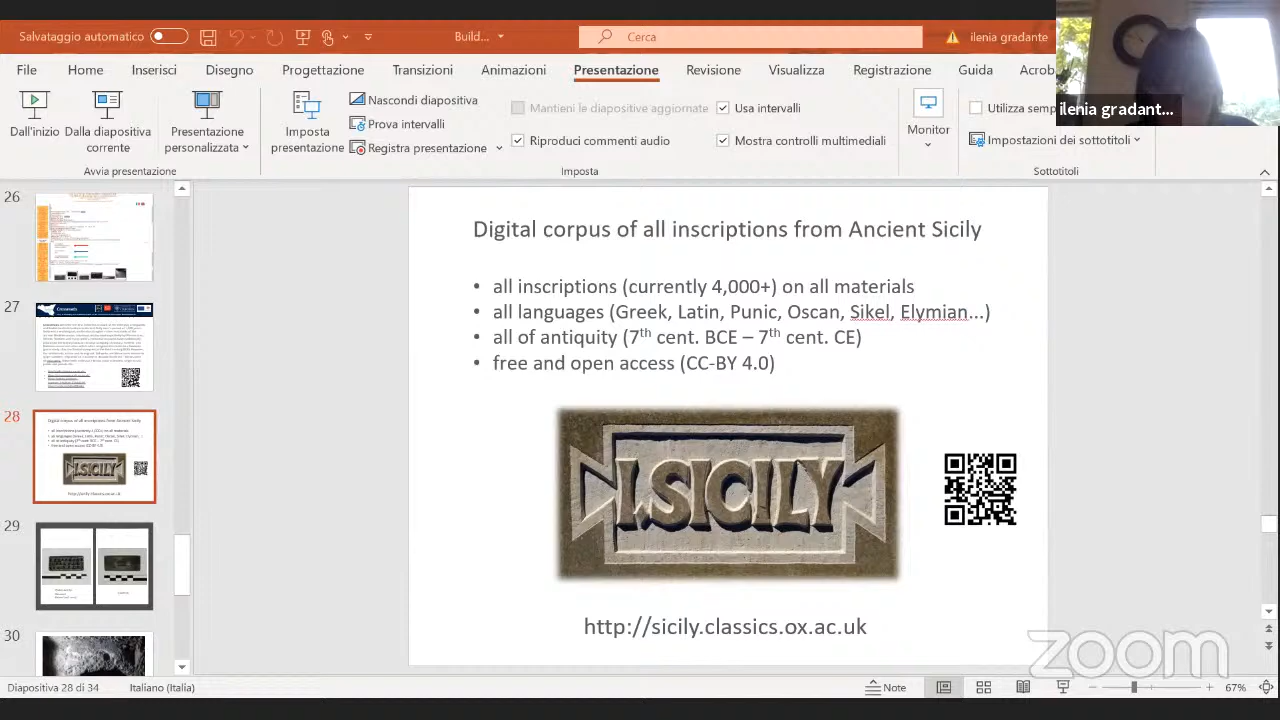 Salvataggio automatico
Build...
Cerca
ilenia gradante
File
Home
Inserisci
Disegno
Progettazione
Transizioni
Animazioni
Presentazione
Revisione
Visualizza
Registrazione
Guida
Acrob
ilenia gradant...
Dall'inizio
Dalla diapositiva corrente
Presentazione personalizzata
Imposta presentazione
Nascondi diapositiva
Prova intervalli
Registra presentazione
Mantieni le diapositive aggiornate
Riproduci commenti audio
Usa intervalli
Mostra controlli multimediali
Monitor
Utilizza semp
Impostazioni dei sottotitoli
Avvia presentazione
Imposta
Sottotitoli
26
27
28
29
30
Digital corpus of all inscriptions from Ancient Sicily
• all inscriptions (currently 4,000+) on all materials
• all languages (Greek, Latin, Punic, Oscan, Sikel, Elymian...)
• all of antiquity (7th cent. BCE – 7th cent. CE)
• free and open access (CC-BY 4.0)
I.SICILY
http://sicily.classics.ox.ac.uk
zoom
Diapositiva 28 di 34
Italiano (Italia)
Note
67%